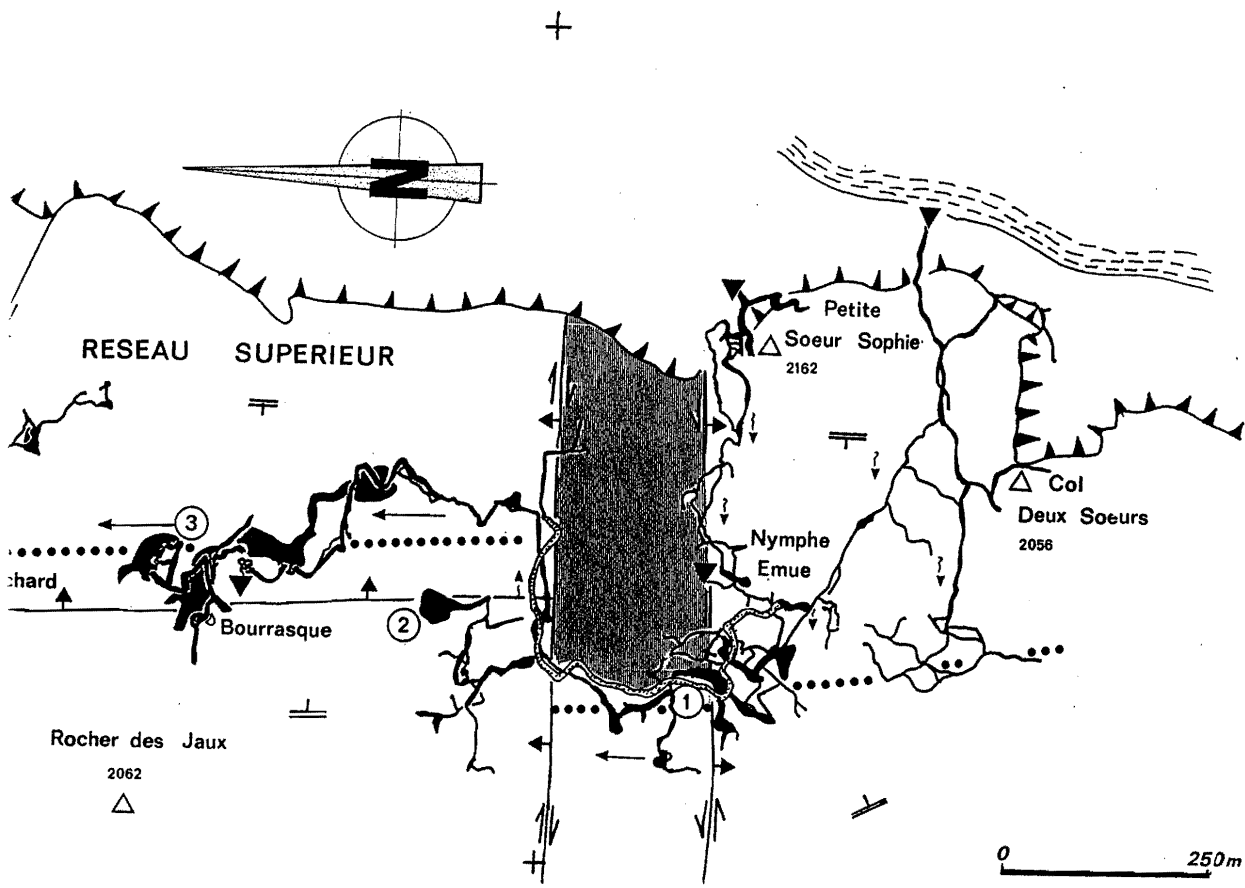 N
RESEAU SUPERIEUR
Petite
Soeur Sophie
2162
Col
Deux Soeurs
2056
Nymphe
Emue
3
chard
2
Bourrasque
1
Rocher des Jaux
2062
0 250m